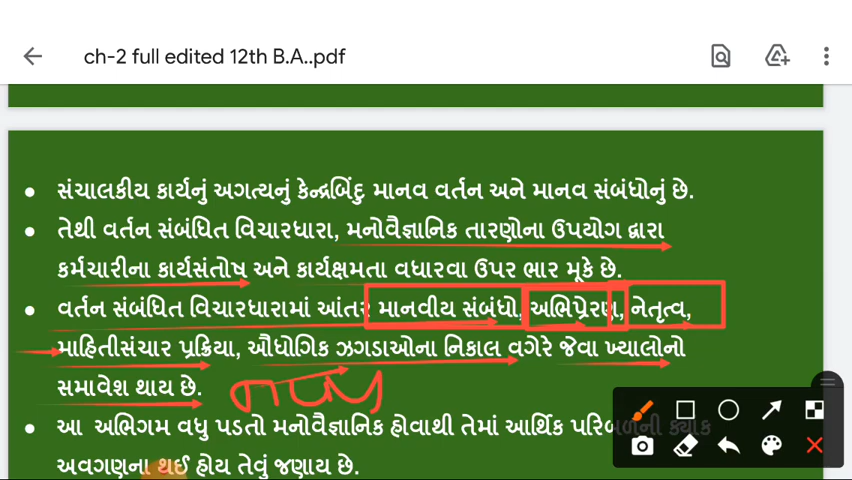 ch-2 full edited 12th B.A..pdf
સંચાલકીય કાર્યનું અગત્યનું કેન્દ્રબિંદુ માનવ વર્તન અને માનવ સંબંધોનું છે.
તેથી વર્તન સંબંધિત વિચારધારા, મનોવૈજ્ઞાનિક તારણોના ઉપયોગ દ્વારા
કર્મચારીના કાર્યસંતોષ અને કાર્યક્ષમતા વધારવા ઉપર ભાર મૂકે છે.
વર્તન સંબંધિત વિચારધારામાં આંતર માનવીય સંબંધો, અભિપ્રેરણ, નેતૃત્વ,
માહિતીસંચાર પ્રક્રિયા, ઔધોગિક ઝગડાઓના નિકાલ વગેરે જેવા ખ્યાલોનો
સમાવેશ થાય છે.
આ અભિગમ વધુ પડતો મનોવૈજ્ઞાનિક હોવાથી તેમાં આર્થિક પરિબળની ક્યાંક
અવગણના થઈ હોય તેવું જણાય છે.